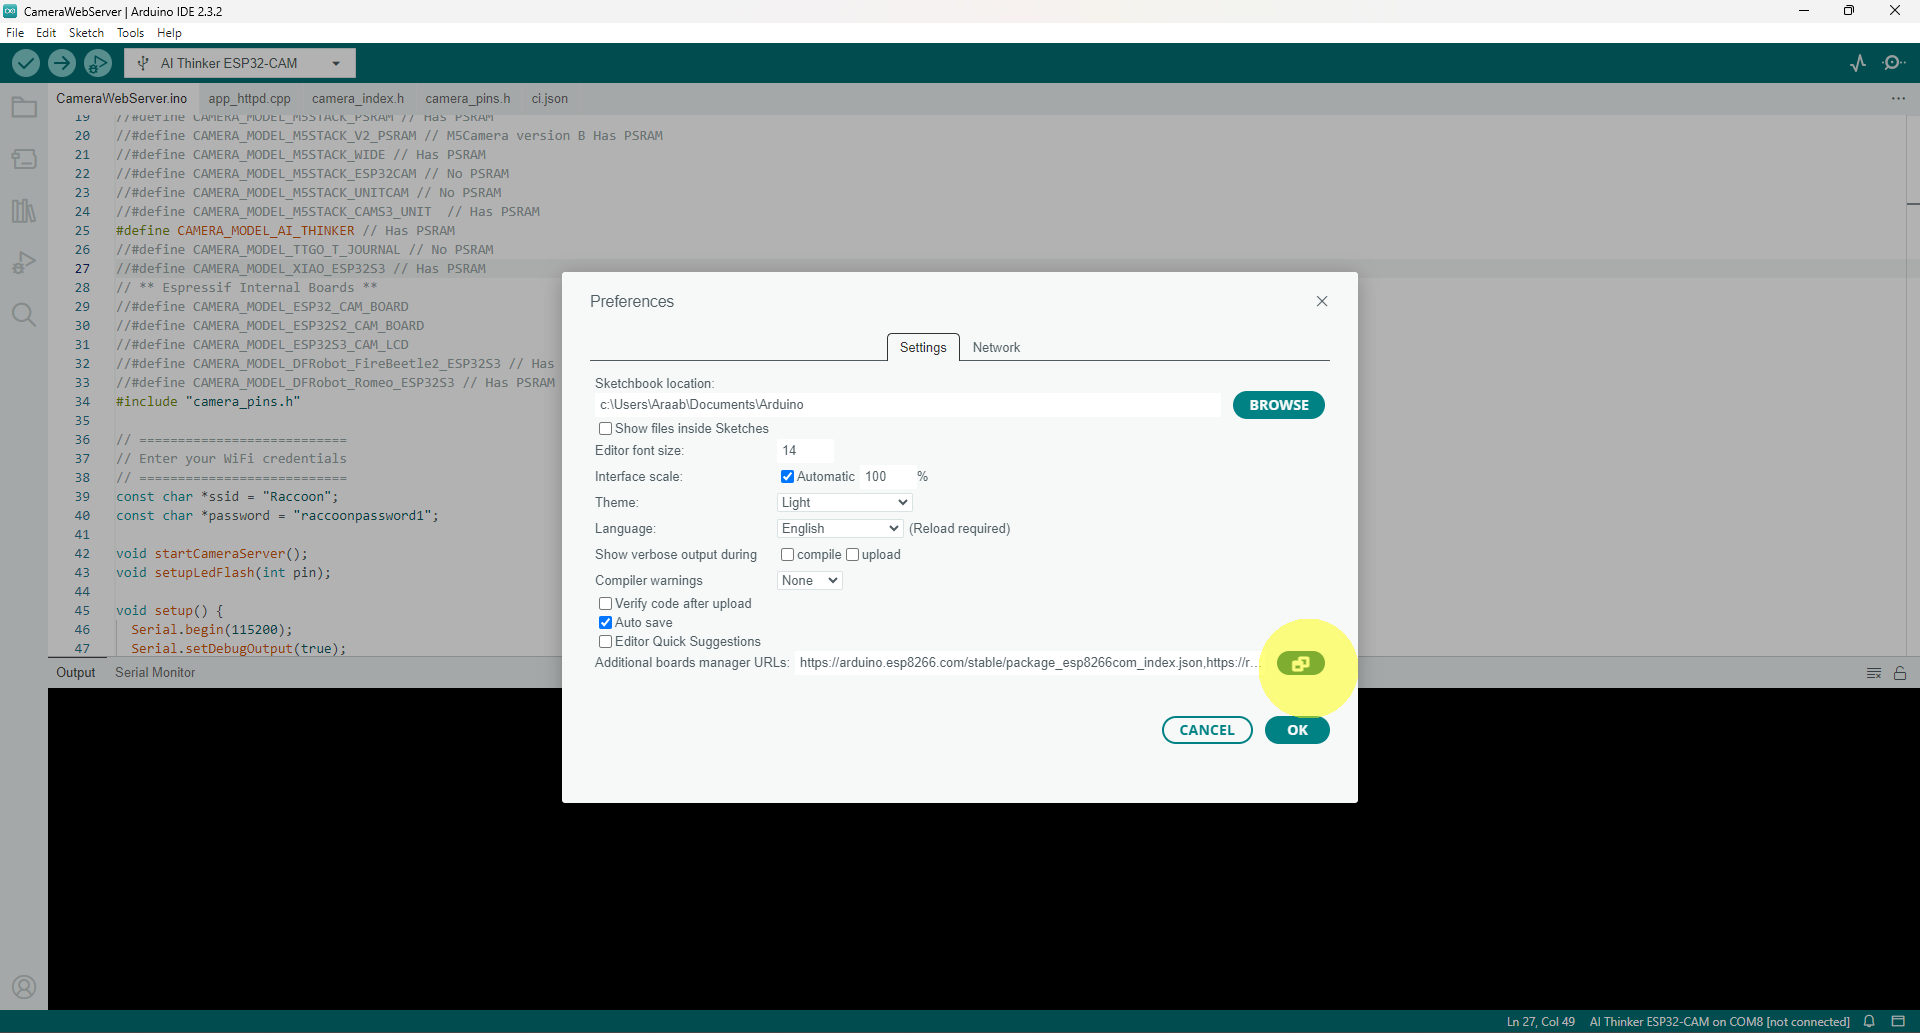 CameraWebServer | Arduino IDE 2.3.2
File Edit Sketch Tools Help
AI Thinker ESP32-CAM
CameraWebServer.ino app_httpd.cpp camera_index.h camera_pins.h ci.json
19 //#define CAMERA_MODEL_M5STACK_PSRAM // Has PSRAM
20 //#define CAMERA_MODEL_M5STACK_V2_PSRAM // M5Camera version B Has PSRAM
21 //#define CAMERA_MODEL_M5STACK_WIDE // Has PSRAM
22 //#define CAMERA_MODEL_M5STACK_ESP32CAM // No PSRAM
23 //#define CAMERA_MODEL_M5STACK_UNITCAM // No PSRAM
24 //#define CAMERA_MODEL_M5STACK_CAMS3_UNIT // Has PSRAM
25 #define CAMERA_MODEL_AI_THINKER // Has PSRAM
26 //#define CAMERA_MODEL_TTGO_T_JOURNAL // No PSRAM
27 //#define CAMERA_MODEL_XIAO_ESP32S3 // Has PSRAM
28 // ** Espressif Internal Boards **
29 //#define CAMERA_MODEL_ESP32_CAM_BOARD
30 //#define CAMERA_MODEL_ESP32S2_CAM_BOARD
31 //#define CAMERA_MODEL_ESP32S3_CAM_LCD
32 //#define CAMERA_MODEL_DFRobot_FireBeetle2_ESP32S3 // Has
33 //#define CAMERA_MODEL_DFRobot_Romeo_ESP32S3 // Has PSRAM
34 #include "camera_pins.h"
35
36 // ===========================
37 // Enter your WiFi credentials
38 // ===========================
39 const char *ssid = "Raccoon";
40 const char *password = "raccoonpassword1";
41
42 void startCameraServer();
43 void setupLedFlash(int pin);
44
45 void setup() {
46 Serial.begin(115200);
47 Serial.setDebugOutput(true);
Output Serial Monitor
Preferences
Settings Network
Sketchbook location:
c:\Users\Araab\Documents\Arduino BROWSE
Show files inside Sketches
Editor font size: 14
Interface scale: Automatic 100 %
Theme: Light
Language: English (Reload required)
Show verbose output during compile upload
Compiler warnings None
Verify code after upload
Auto save
Editor Quick Suggestions
Additional boards manager URLs: https://arduino.esp8266.com/stable/package_esp8266com_index.json,https://r...
CANCEL OK
Ln 27, Col 49 AI Thinker ESP32-CAM on COM8 [not connected]